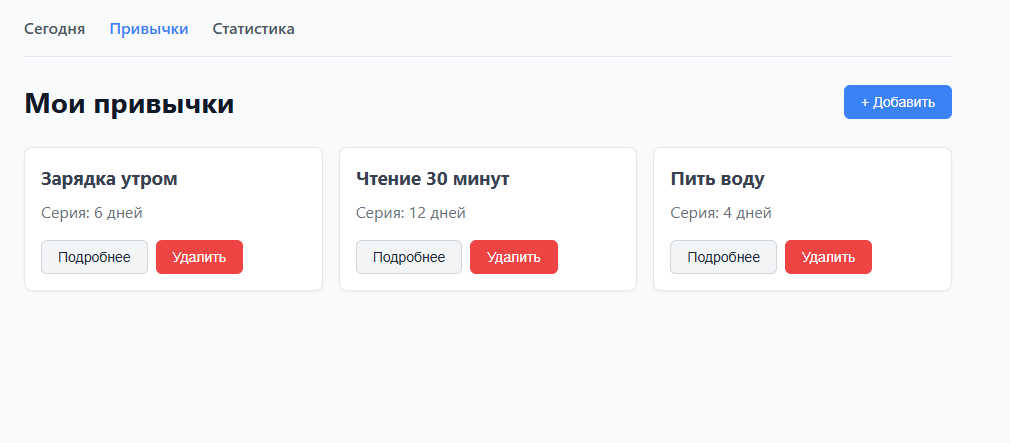 Сегодня Привычки Статистика
Мои привычки + Добавить
Зарядка утром
Серия: 6 дней
Подробнее Удалить
Чтение 30 минут
Серия: 12 дней
Подробнее Удалить
Пить воду
Серия: 4 дней
Подробнее Удалить